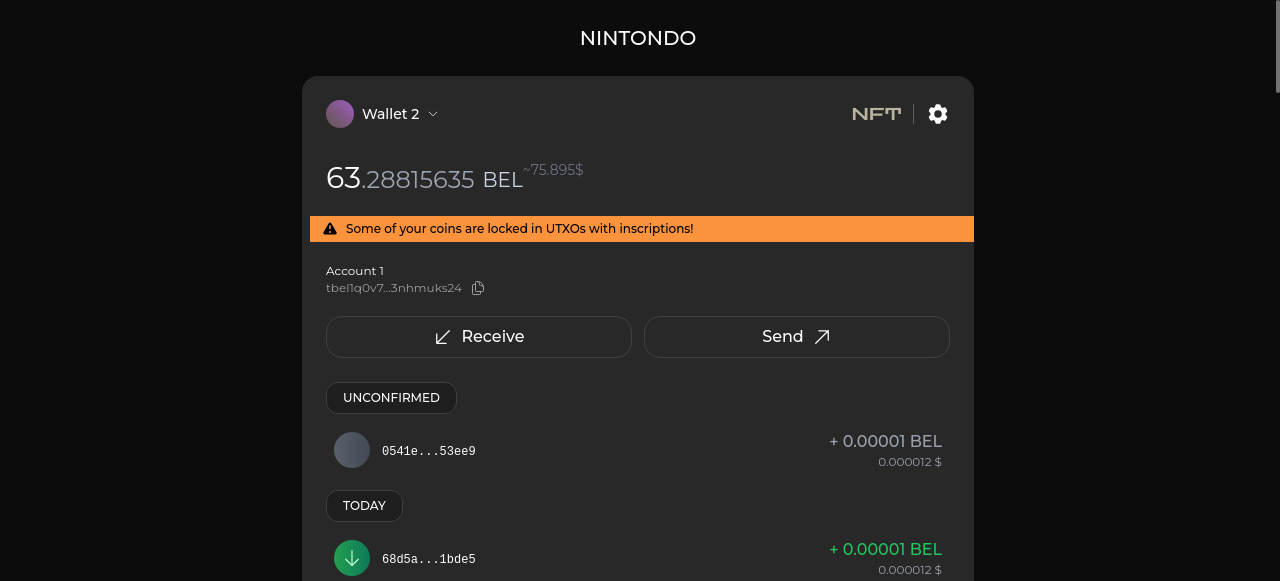 NINTONDO
Wallet 2
NFT
63.28815635 BEL ~75.895$
Some of your coins are locked in UTXOs with inscriptions!
Account 1
tbel1q0v7...3nhmuks24
Receive
Send
UNCONFIRMED
0541e...53ee9
+ 0.00001 BEL
0.000012 $
TODAY
68d5a...1bde5
+ 0.00001 BEL
0.000012 $